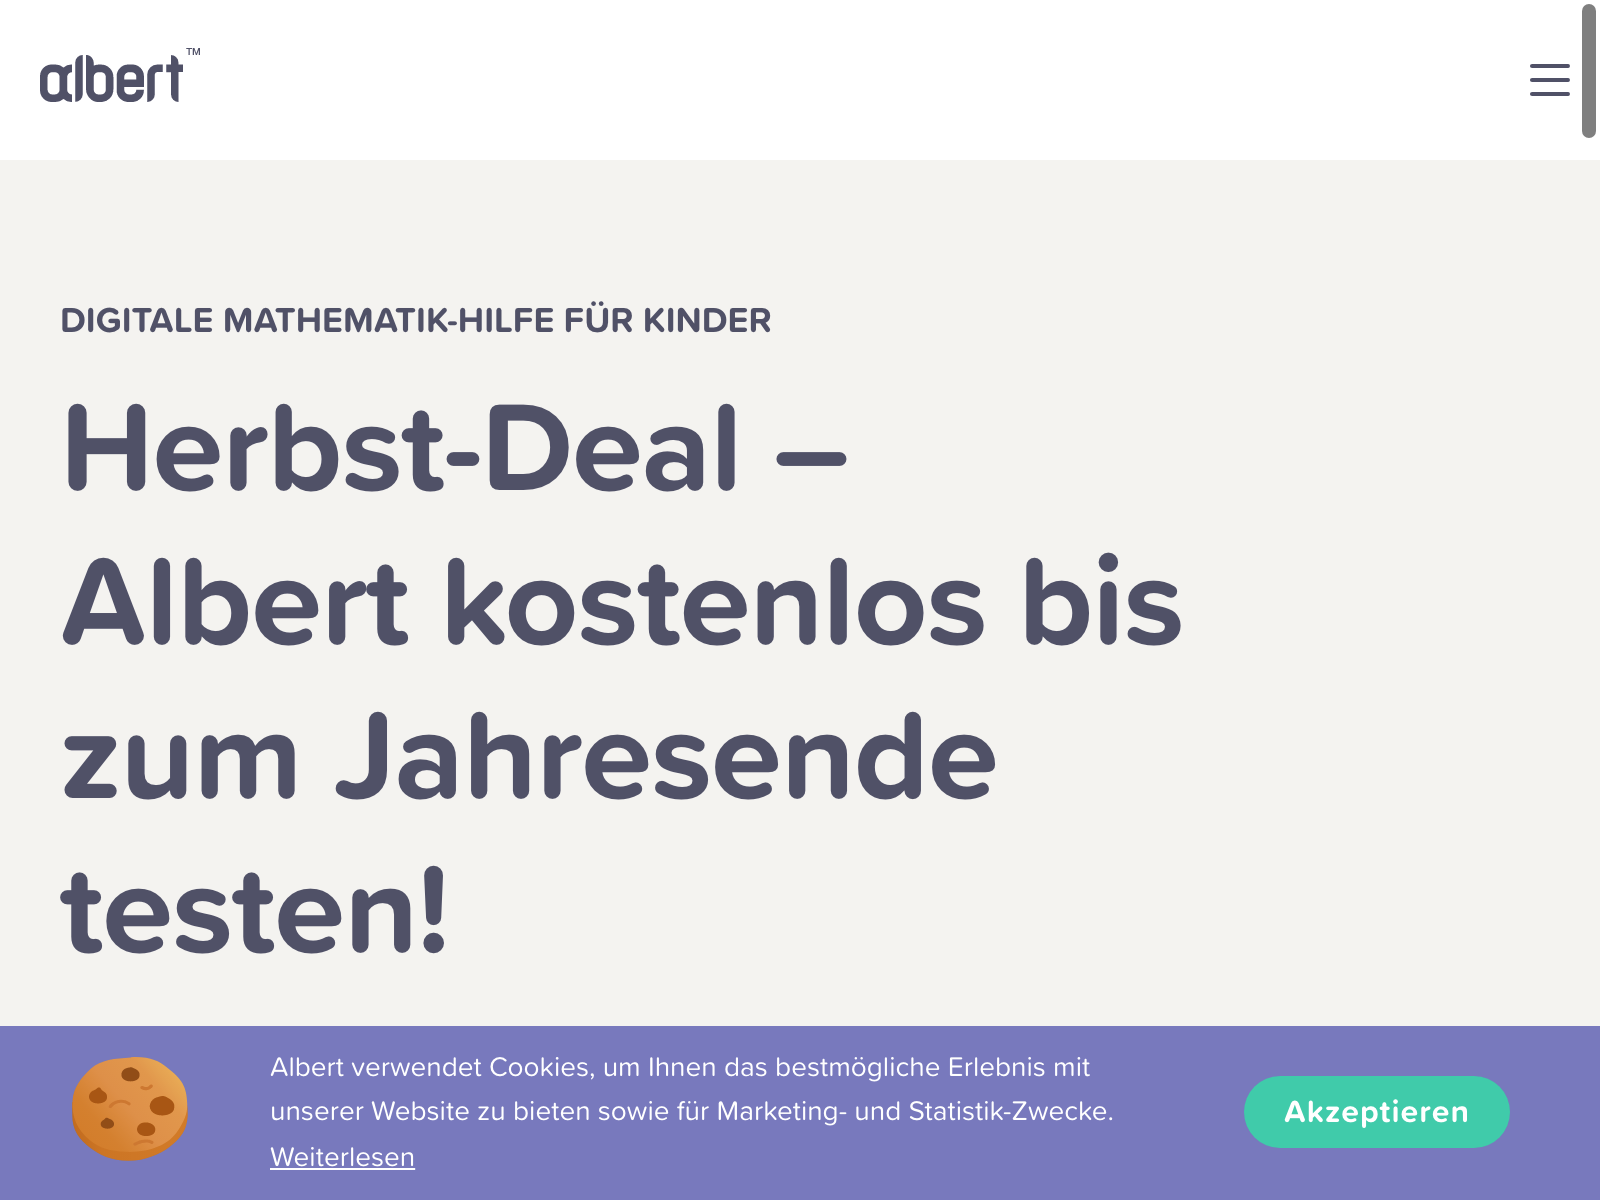 albert™
DIGITALE MATHEMATIK-HILFE FÜR KINDER
Herbst-Deal –
Albert kostenlos bis
zum Jahresende
testen!
Albert verwendet Cookies, um Ihnen das bestmögliche Erlebnis mit
unserer Website zu bieten sowie für Marketing- und Statistik-Zwecke.
Weiterlesen
Akzeptieren